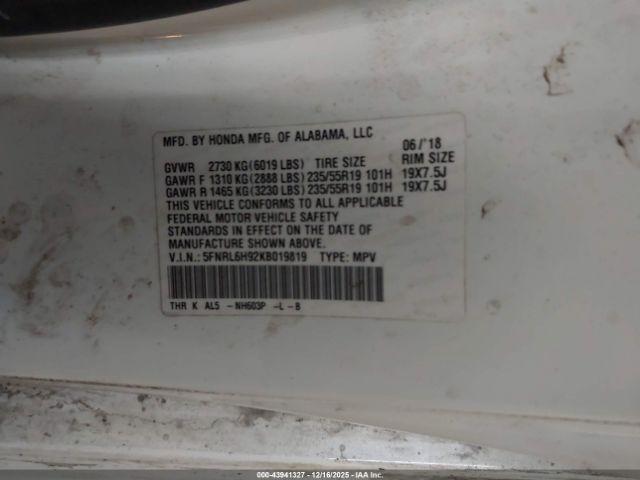 MFD. BY HONDA MFG. OF ALABAMA, LLC 06/'18
GVWR 2730 KG(6019 LBS) TIRE SIZE RIM SIZE
GAWR F 1310 KG(2888 LBS) 235/55R19 101H 19X7.5J
GAWR R 1465 KG(3230 LBS) 235/55R19 101H 19X7.5J
THIS VEHICLE CONFORMS TO ALL APPLICABLE
FEDERAL MOTOR VEHICLE SAFETY
STANDARDS IN EFFECT ON THE DATE OF
MANUFACTURE SHOWN ABOVE.
V.I.N.: 5FNRL6H92KB019819 TYPE: MPV
THR K AL5 -NH603P -L -B
000-43941327 - 12/16/2025 - IAA Inc.